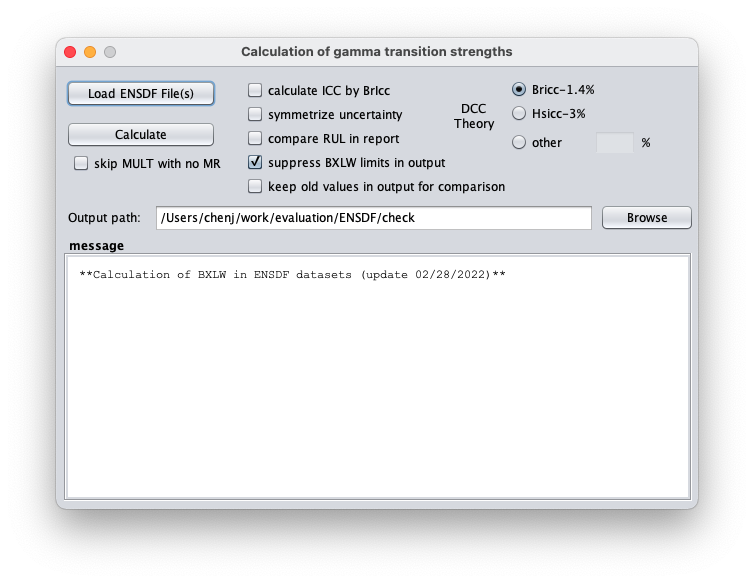 Calculation of gamma transition strengths
Load ENSDF File(s)
Calculate
skip MULT with no MR
calculate ICC by BrIcc
symmetrize uncertainty
compare RUL in report
suppress BXLW limits in output
keep old values in output for comparison
DCC
Theory
Bricc-1.4%
Hsicc-3%
other
%
Output path:
/Users/chenj/work/evaluation/ENSDF/check
Browse
message
**Calculation of BXLW in ENSDF datasets (update 02/28/2022)**